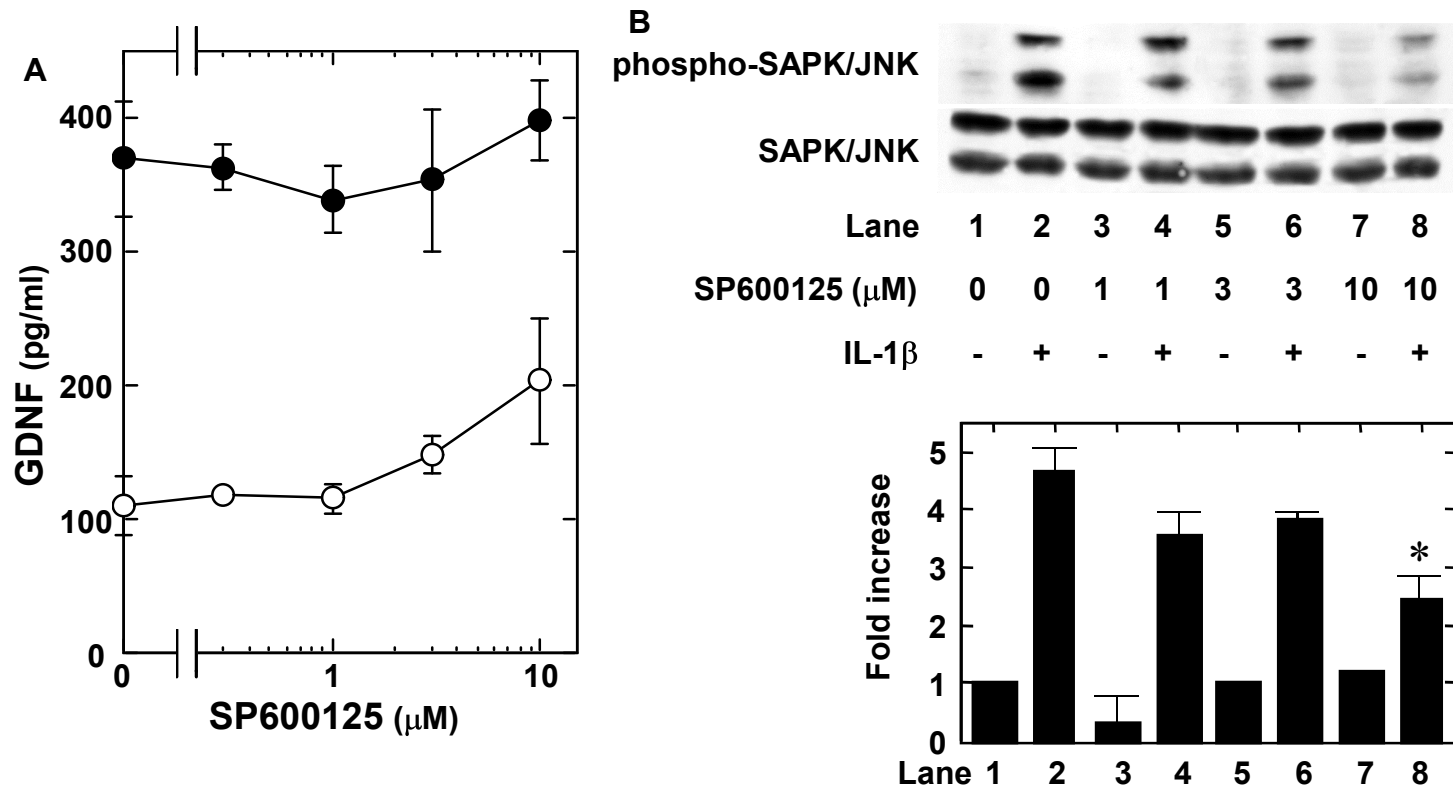 A
GDNF (pg/ml)
400
300
200
100
0
0 1 10
SP600125 (μM)
B
phospho-SAPK/JNK
SAPK/JNK
Lane 1 2 3 4 5 6 7 8
SP600125 (μM) 0 0 1 1 3 3 10 10
IL-1β - + - + - + - +
Fold increase
5
4
3
2
1
0
*
Lane 1 2 3 4 5 6 7 8